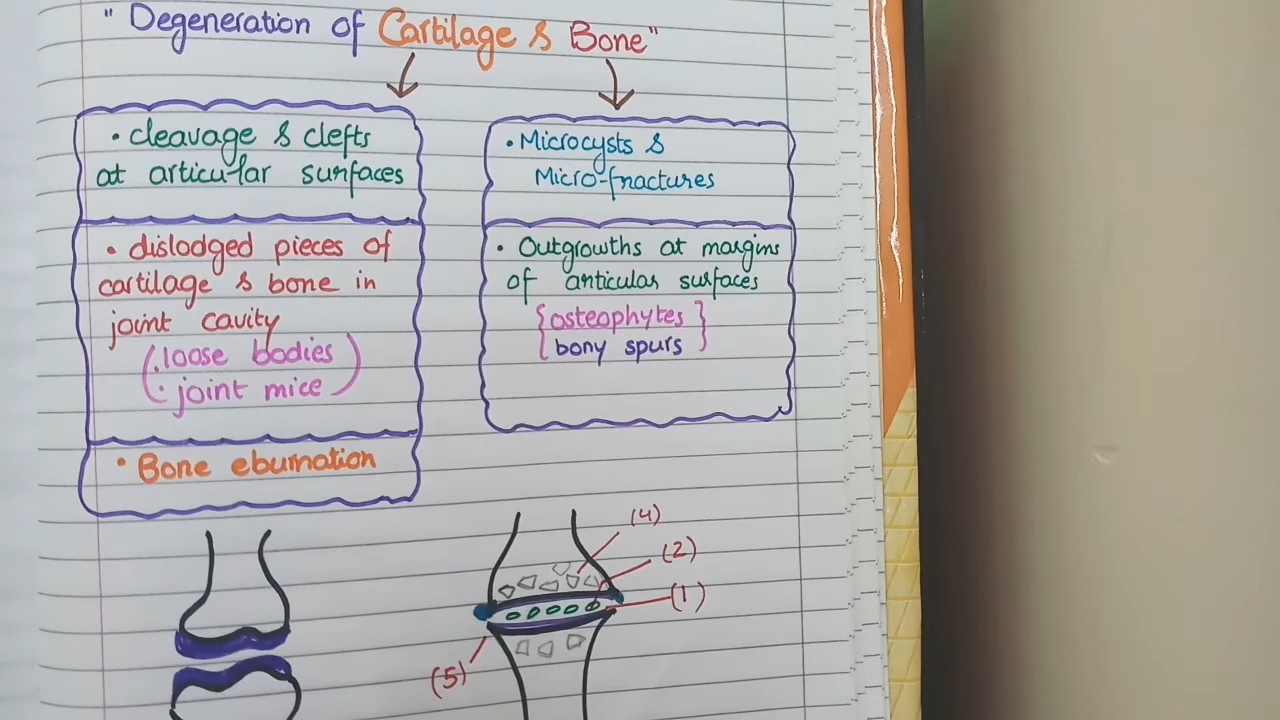 " Degeneration of Cartilage & Bone"
• cleavage & clefts
at articular surfaces
• dislodged pieces of
cartilage & bone in
joint cavity
(• loose bodies
• joint mice)
• Bone eburnation
• Microcysts &
Micro-fractures
• Outgrowths at margins
of articular surfaces
{osteophytes}
{bony spurs}
(4)
(2)
(1)
(5)